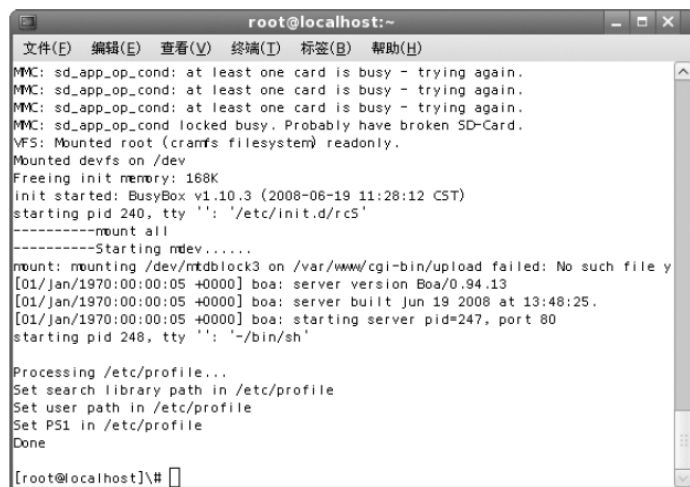 root@localhost:~
文件(F) 编辑(E) 查看(V) 终端(T) 标签(B) 帮助(H)
MMC: sd_app_op_cond: at least one card is busy - trying again.
MMC: sd_app_op_cond: at least one card is busy - trying again.
MMC: sd_app_op_cond: at least one card is busy - trying again.
MMC: sd_app_op_cond locked busy. Probably have broken SD-Card.
VFS: Mounted root (cramfs filesystem) readonly.
Mounted devfs on /dev
Freeing init memory: 168K
init started: BusyBox v1.10.3 (2008-06-19 11:28:12 CST)
starting pid 240, tty '': '/etc/init.d/rcS'
----------mount all
----------Starting mdev......
mount: mounting /dev/mtdblock3 on /var/www/cgi-bin/upload failed: No such file y
[01/Jan/1970:00:00:05 +0000] boa: server version Boa/0.94.13
[01/Jan/1970:00:00:05 +0000] boa: server built Jun 19 2008 at 13:48:25.
[01/Jan/1970:00:00:05 +0000] boa: starting server pid=247, port 80
starting pid 248, tty '': '-/bin/sh'
Processing /etc/profile...
Set search library path in /etc/profile
Set user path in /etc/profile
Set PS1 in /etc/profile
Done
[root@localhost]\#